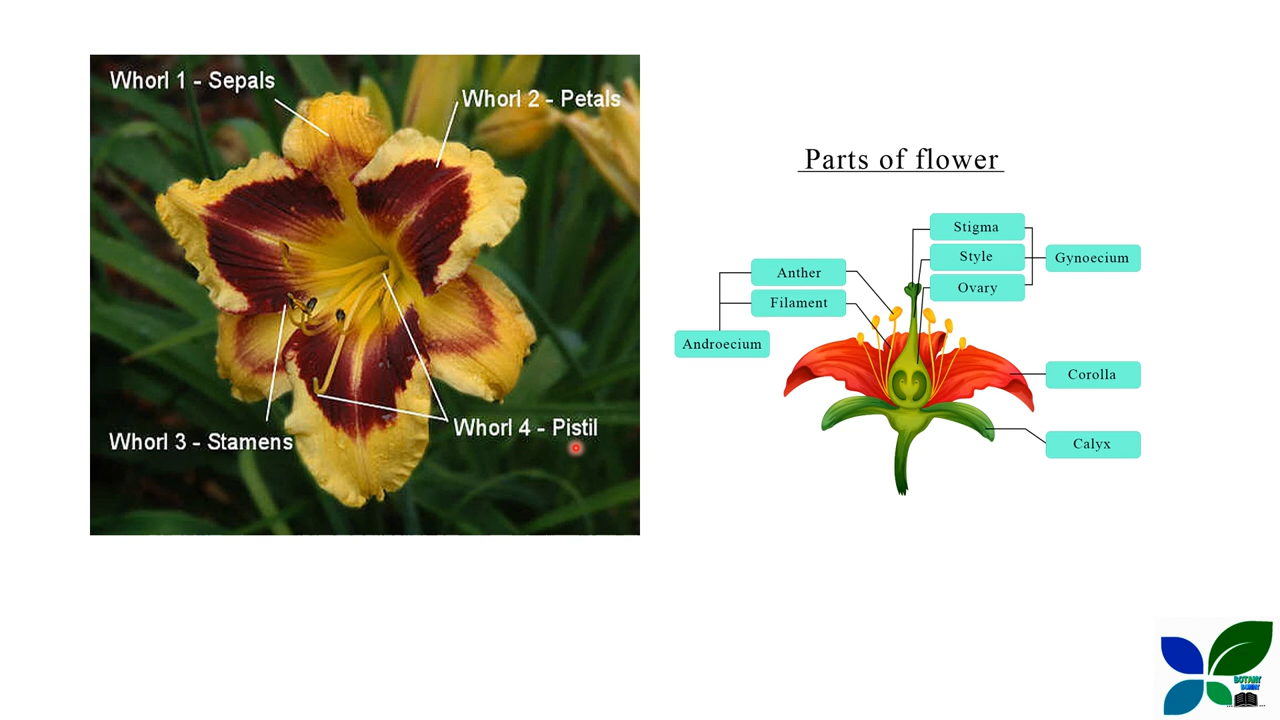 Whorl 1 - Sepals
Whorl 2 - Petals
Whorl 3 - Stamens
Whorl 4 - Pistil
Parts of flower
Stigma
Style
Ovary
Gynoecium
Anther
Filament
Androecium
Corolla
Calyx
BOTANY
BUNNY